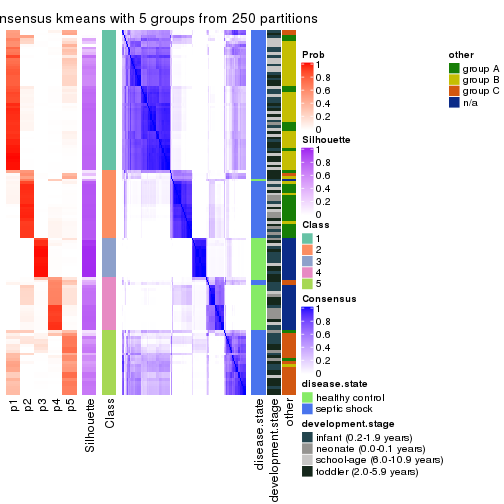 nsensus kmeans with 5 groups from 250 partitions
Prob
1
0.8
0.6
0.4
0.2
0
Silhouette
1
0.8
0.6
0.4
0.2
0
Class
1
2
3
4
5
Consensus
1
0.8
0.6
0.4
0.2
0
disease.state
healthy control
septic shock
development.stage
infant (0.2-1.9 years)
neonate (0.0-0.1 years)
school-age (6.0-10.9 years)
toddler (2.0-5.9 years)
other
group A
group B
group C
n/a
p1
p2
p3
p4
p5
Silhouette
Class
disease.state
development.stage
other